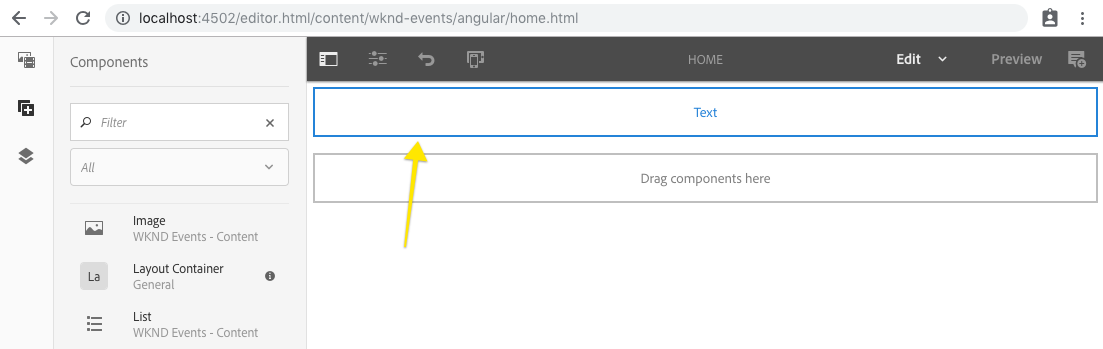 localhost:4502/editor.html/content/wknd-events/angular/home.html
Components
HOME
Edit
Preview
Filter
All
Image
WKND Events - Content
La
Layout Container
General
List
WKND Events - Content
Text
Drag components here